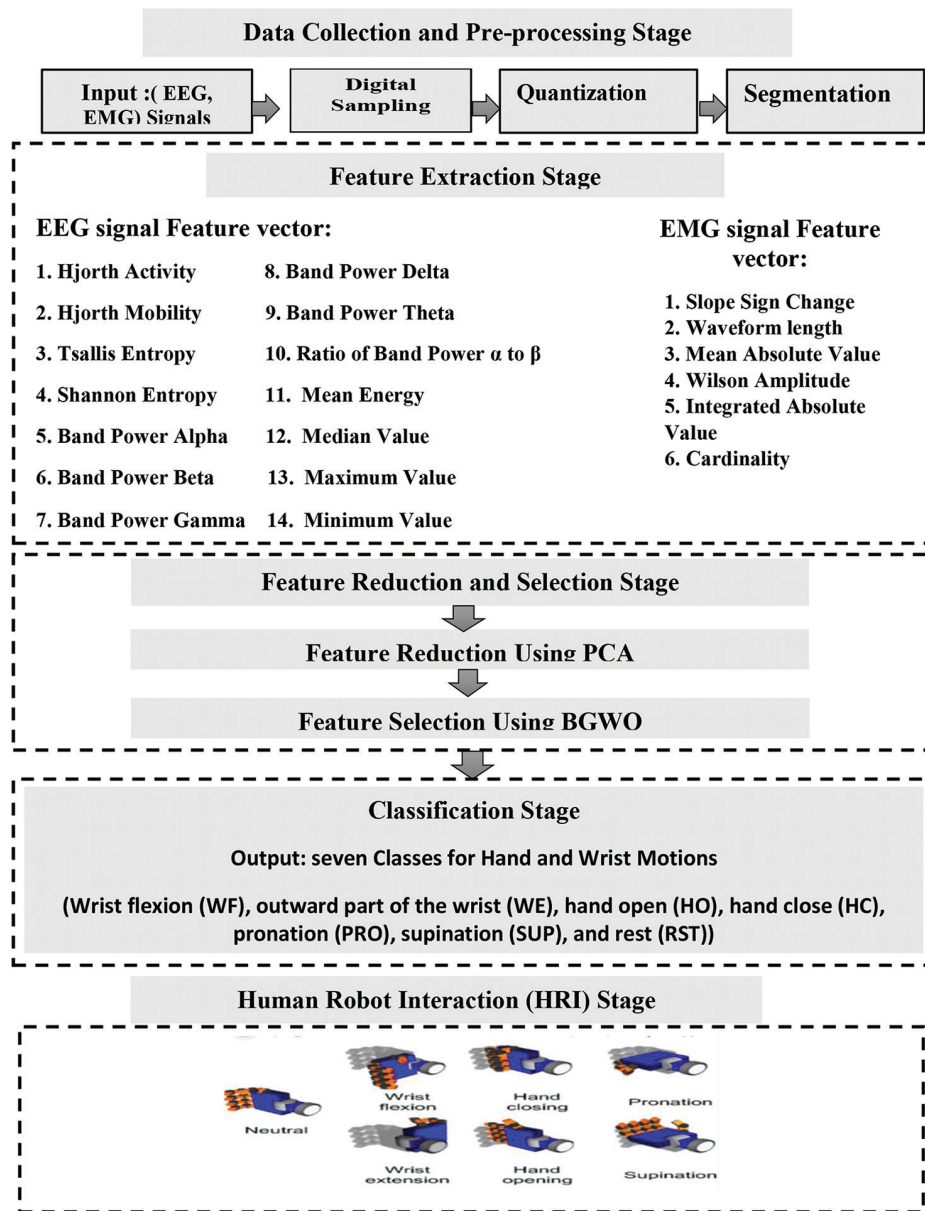 Data Collection and Pre-processing Stage
Input :( EEG,
EMG) Signals
Digital
Sampling
Quantization
Segmentation
Feature Extraction Stage
EEG signal Feature vector:
1. Hjorth Activity
2. Hjorth Mobility
3. Tsallis Entropy
4. Shannon Entropy
5. Band Power Alpha
6. Band Power Beta
7. Band Power Gamma
8. Band Power Delta
9. Band Power Theta
10. Ratio of Band Power α to β
11. Mean Energy
12. Median Value
13. Maximum Value
14. Minimum Value
EMG signal Feature
vector:
1. Slope Sign Change
2. Waveform length
3. Mean Absolute Value
4. Wilson Amplitude
5. Integrated Absolute
Value
6. Cardinality
Feature Reduction and Selection Stage
Feature Reduction Using PCA
Feature Selection Using BGWO
Classification Stage
Output: seven Classes for Hand and Wrist Motions
(Wrist flexion (WF), outward part of the wrist (WE), hand open (HO), hand close (HC),
pronation (PRO), supination (SUP), and rest (RST))
Human Robot Interaction (HRI) Stage
Neutral
Wrist
flexion
Hand
closing
Pronation
Wrist
extension
Hand
opening
Supination